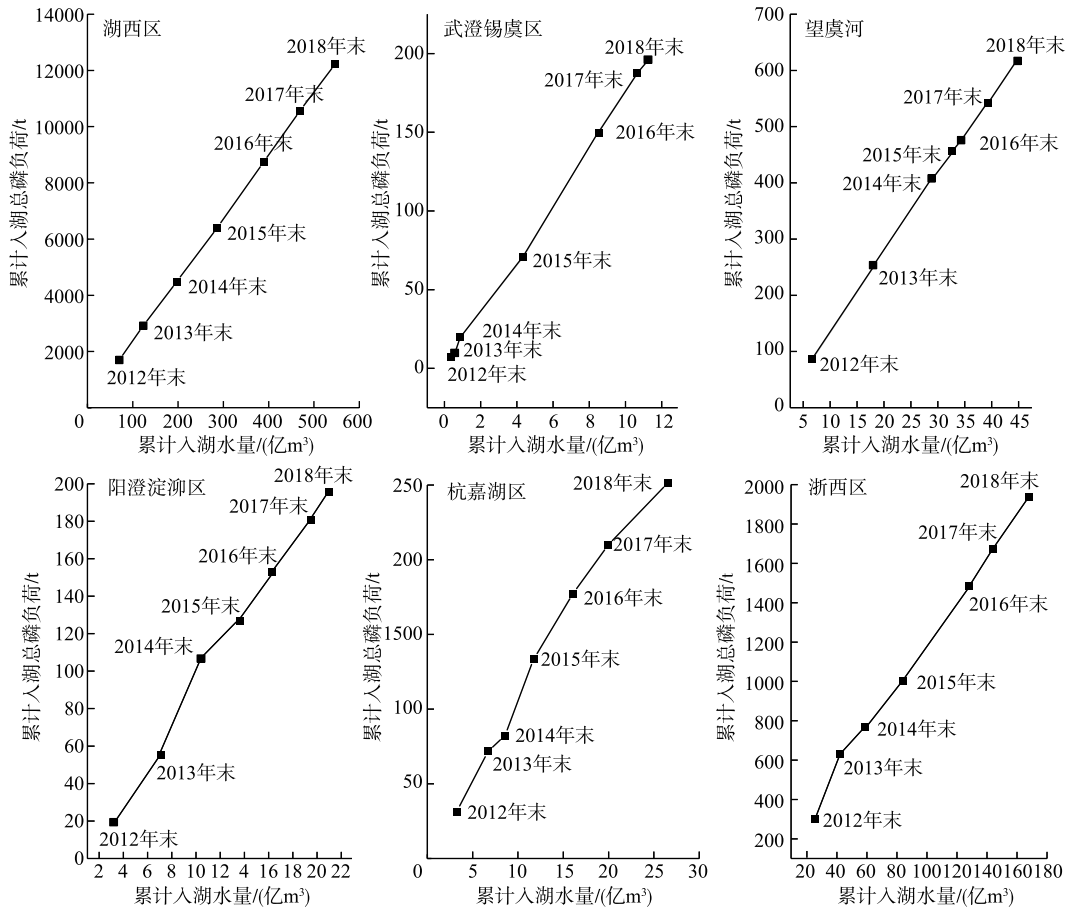 湖西区
累计入湖总磷负荷/t
14000
12000
10000
8000
6000
4000
2000
0
100
200
300
400
500
600
2018年末
2017年末
2016年末
2015年末
2014年末
2013年末
2012年末
累计入湖水量/(亿m³)
武澄锡虞区
累计入湖总磷负荷/t
200
150
100
50
0
0
2
4
6
8
10
12
2018年末
2017年末
2016年末
2015年末
2014年末
2013年末
2012年末
累计入湖水量/(亿m³)
望虞河
累计入湖总磷负荷/t
700
600
500
400
300
200
100
0
5
10
15
20
25
30
35
40
45
2018年末
2017年末
2016年末
2015年末
2014年末
2013年末
2012年末
累计入湖水量/(亿m³)
阳澄淀泖区
累计入湖总磷负荷/t
200
180
160
140
120
100
80
60
40
20
0
2
4
6
8
10
12
14
16
18
20
22
2018年末
2017年末
2016年末
2015年末
2014年末
2013年末
2012年末
累计入湖水量/(亿m³)
杭嘉湖区
累计入湖总磷负荷/t
250
200
1500
100
50
0
5
10
15
20
25
30
2018年末
2017年末
2016年末
2015年末
2014年末
2013年末
2012年末
累计入湖水量/(亿m³)
浙西区
累计入湖总磷负荷/t
2000
1800
1600
1400
1200
1000
800
600
400
200
20
40
60
80
100
120
140
160
180
2018年末
2017年末
2016年末
2015年末
2014年末
2013年末
2012年末
累计入湖水量/(亿m³)